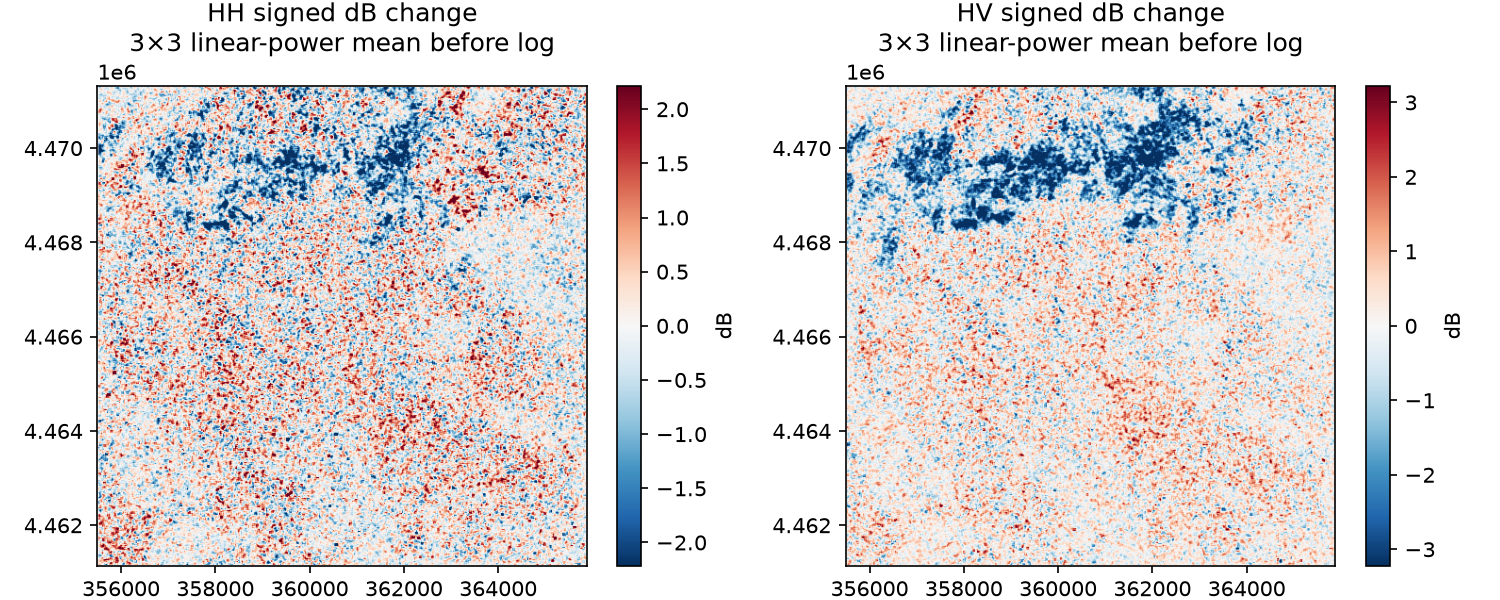 HH signed dB change
3×3 linear-power mean before log
1e6
4.470
4.468
4.466
4.464
4.462
356000 358000 360000 362000 364000
2.0
1.5
1.0
0.5
0.0
−0.5
−1.0
−1.5
−2.0
dB
HV signed dB change
3×3 linear-power mean before log
1e6
4.470
4.468
4.466
4.464
4.462
356000 358000 360000 362000 364000
3
2
1
0
−1
−2
−3
dB